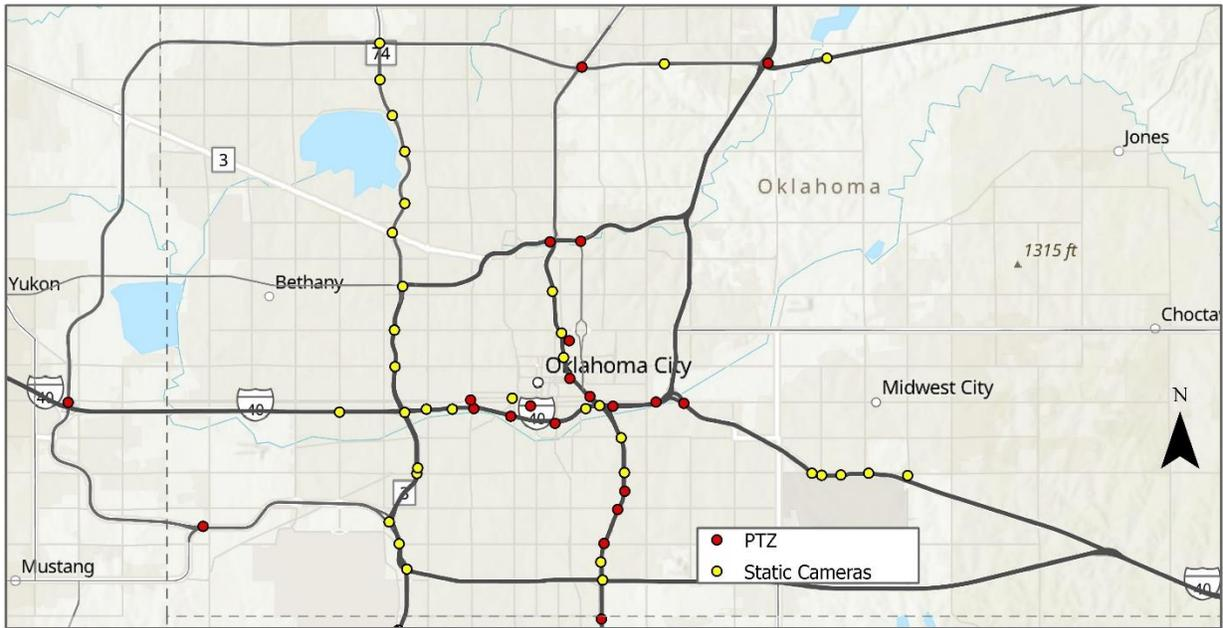 74
Jones
3
Oklahoma
1315 ft
Yukon
Bethany
Chocta
Oklahoma City
Midwest City
40
40
40
N
3
PTZ
Mustang
Static Cameras
40